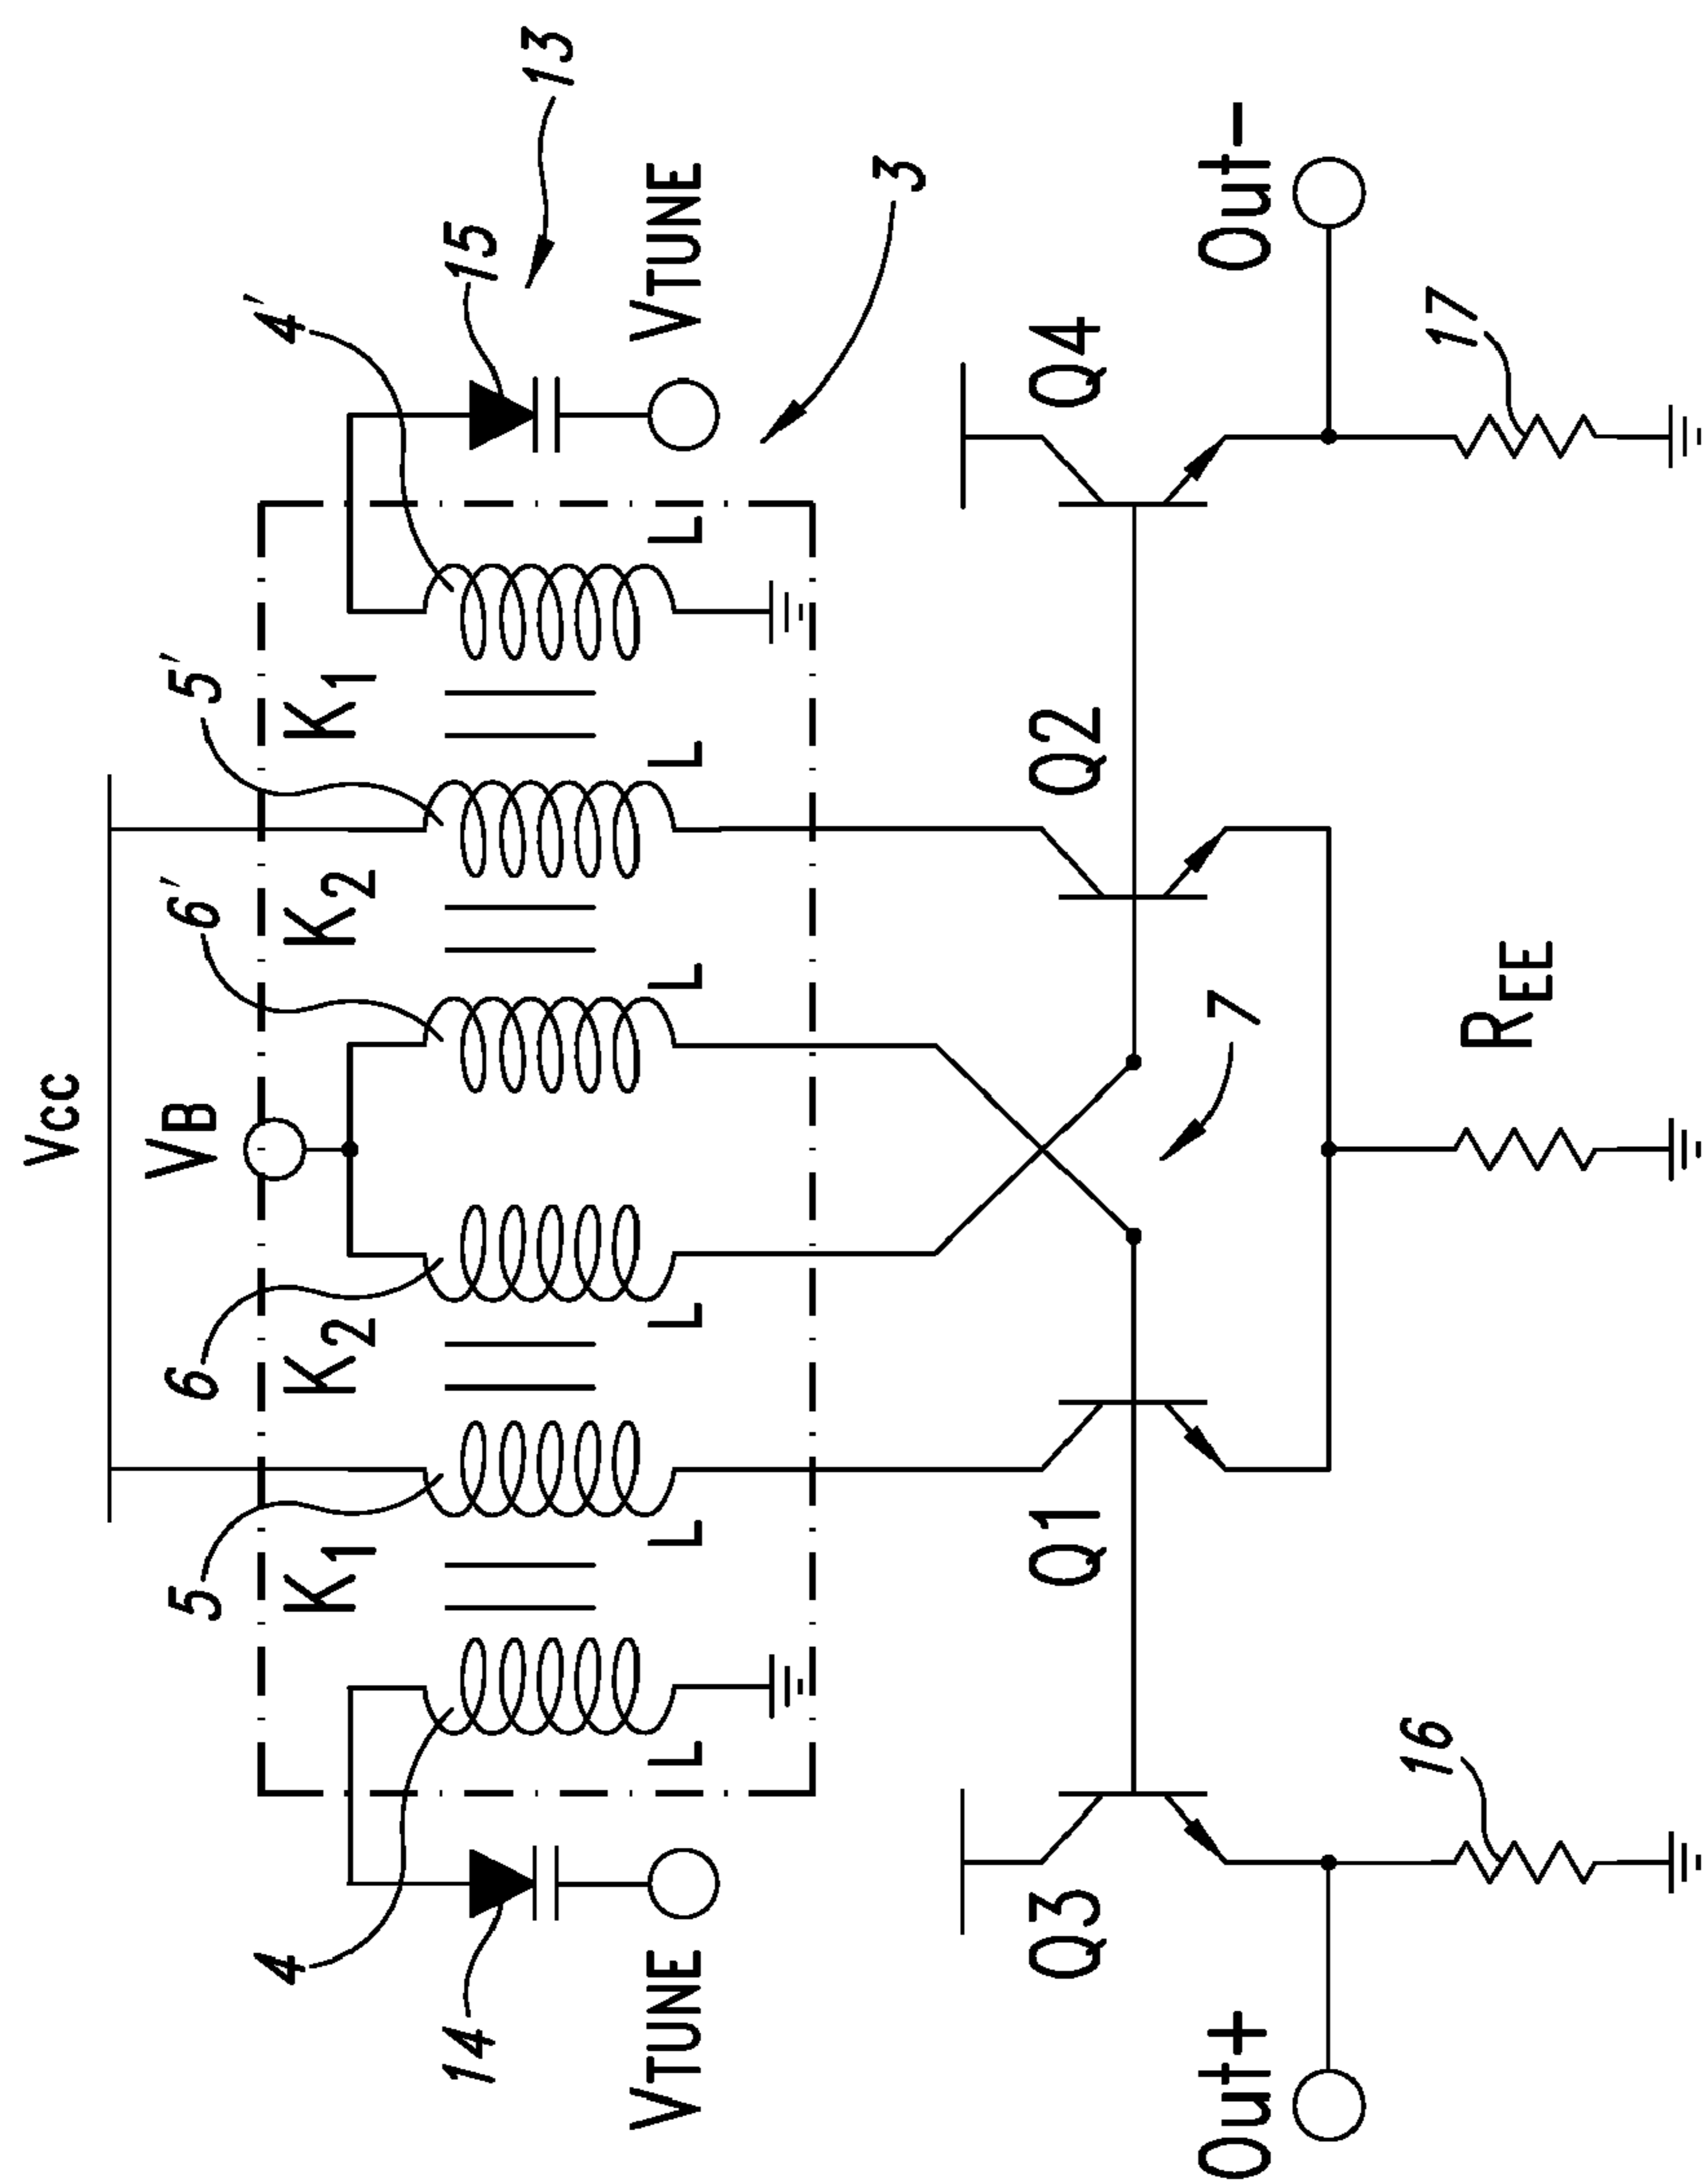 Vcc
VB
5
6
6'
5'
4
4'
K1
K2
K2
K1
14
15
13
VTUNE
L
L
L
L
L
L
VTUNE
3
Q3
Q1
Q2
Q4
Out+
7
Out-
16
17
REE